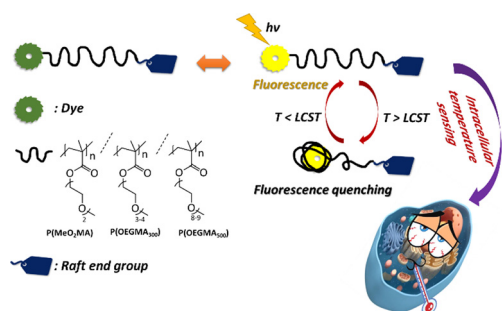 hv
Fluorescence
: Dye
T < LCST
T > LCST
Intracellular
temperature
sensing
n
n
n
O
O
O
O
O
O
O
O
O
2
3-4
8-9
Fluorescence quenching
P(MeO₂MA)
P(OEGMA₃₀₀)
P(OEGMA₅₀₀)
: Raft end group